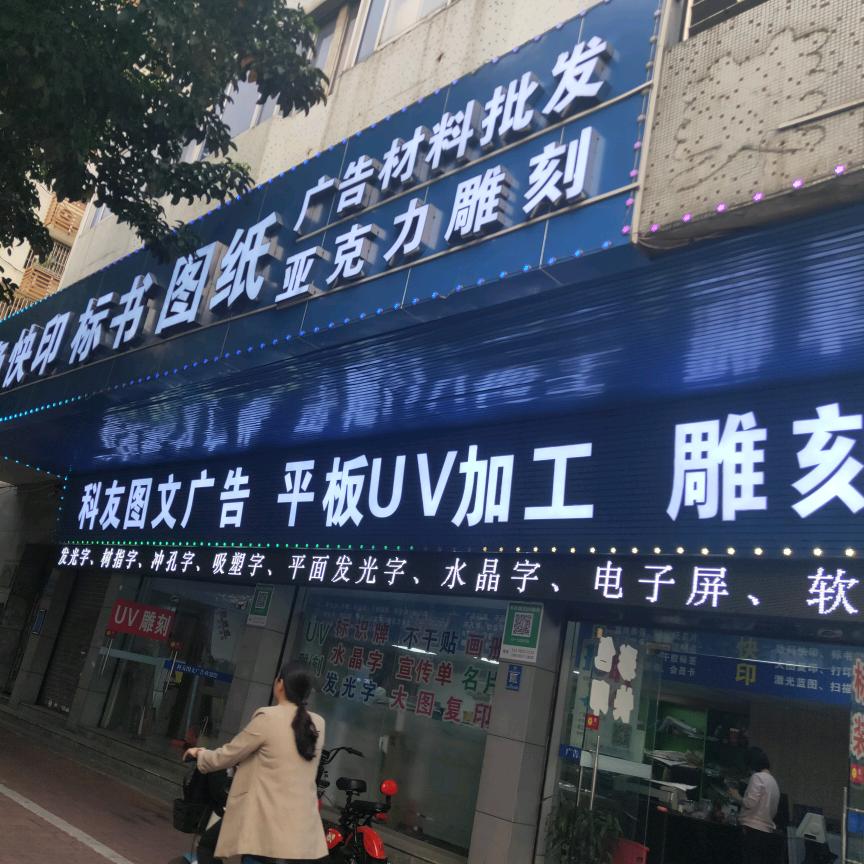 快印 标书 图纸 广告材料批发
亚克力雕刻
科友图文广告 平板UV加工 雕刻
发光字、树指字、冲孔字、吸塑字、平面发光字、水晶字、电子屏、软
UV雕刻
UV 标识牌 不干贴 画册
水晶字 宣传单 名片
发光字 大图复印
快印
广告